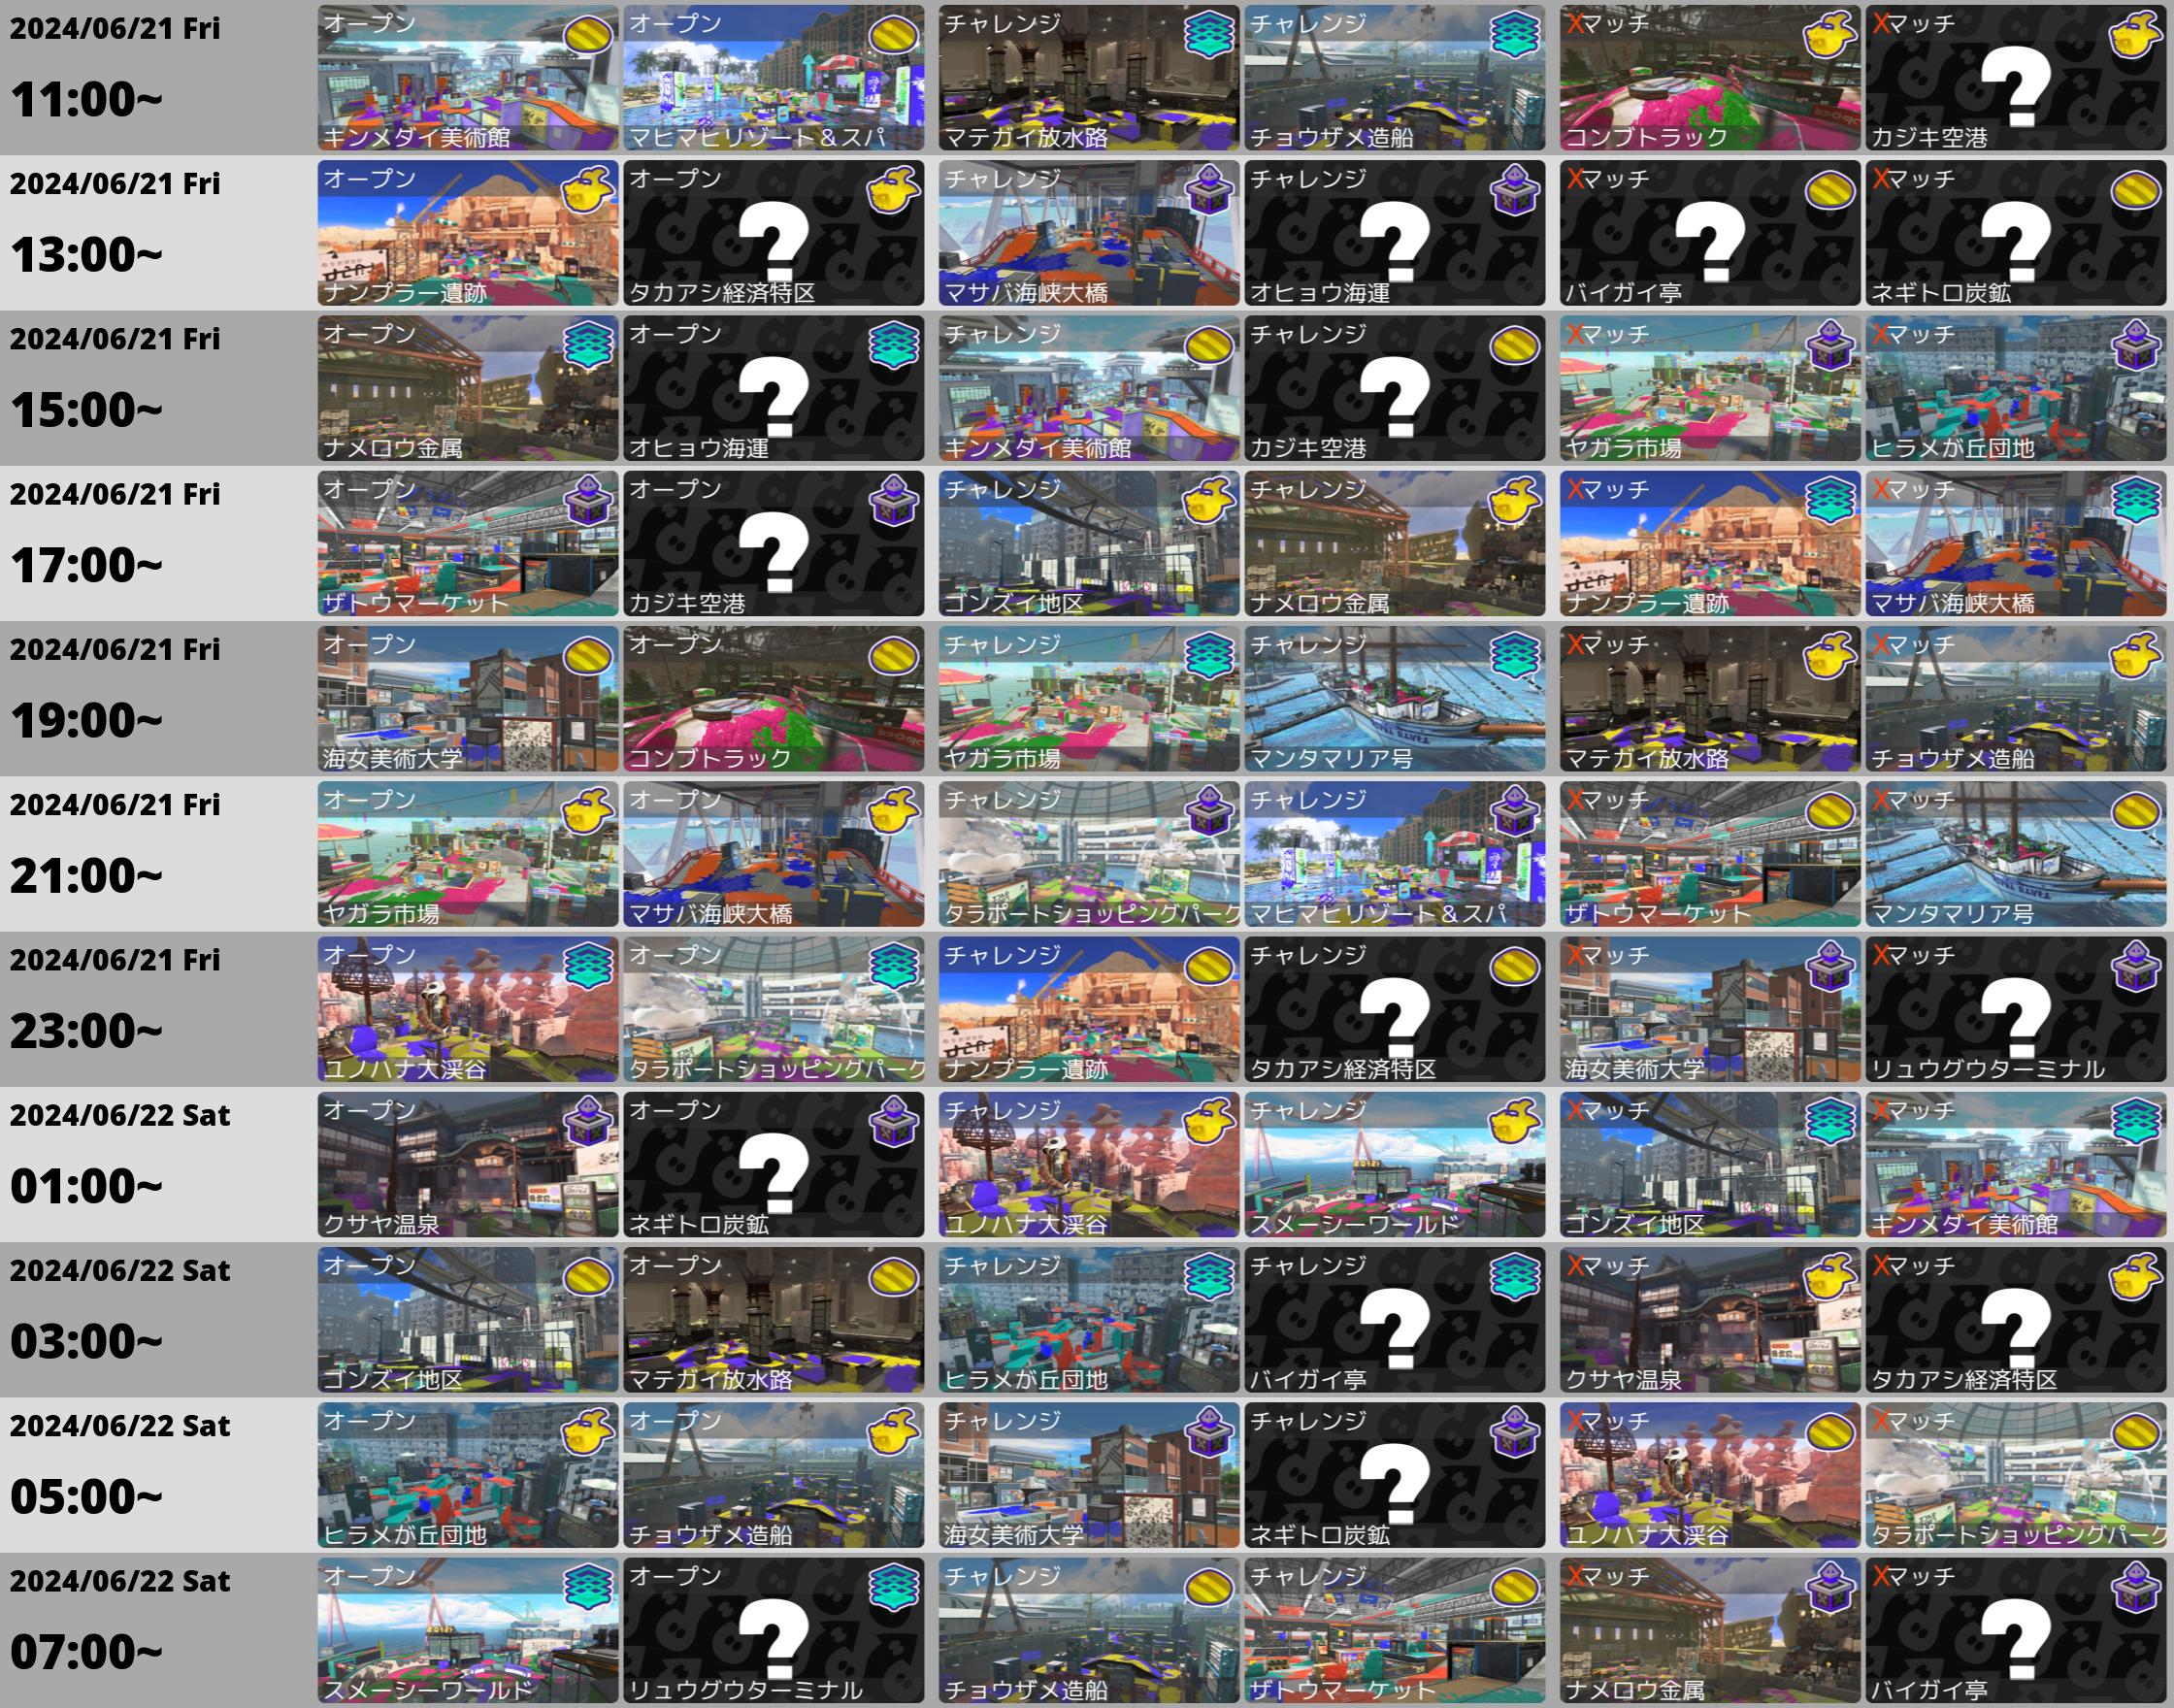 2024/06/21 Fri
11:00~
オープン
キンメダイ美術館
オープン
マヒマヒリゾート＆スパ
チャレンジ
マテガイ放水路
チャレンジ
チョウザメ造船
Xマッチ
コンブトラック
Xマッチ
?
カジキ空港
2024/06/21 Fri
13:00~
オープン
ナンプラー遺跡
オープン
?
タカアシ経済特区
チャレンジ
マサバ海峡大橋
チャレンジ
?
オヒョウ海運
Xマッチ
?
バイガイ亭
Xマッチ
?
ネギトロ炭鉱
2024/06/21 Fri
15:00~
オープン
ナメロウ金属
オープン
?
オヒョウ海運
チャレンジ
キンメダイ美術館
チャレンジ
?
カジキ空港
Xマッチ
ヤガラ市場
Xマッチ
ヒラメが丘団地
2024/06/21 Fri
17:00~
オープン
ザトウマーケット
オープン
?
カジキ空港
チャレンジ
ゴンズイ地区
チャレンジ
ナメロウ金属
Xマッチ
ナンプラー遺跡
Xマッチ
マサバ海峡大橋
2024/06/21 Fri
19:00~
オープン
海女美術大学
オープン
コンブトラック
チャレンジ
ヤガラ市場
チャレンジ
マンタマリア号
Xマッチ
マテガイ放水路
Xマッチ
チョウザメ造船
2024/06/21 Fri
21:00~
オープン
ヤガラ市場
オープン
マサバ海峡大橋
チャレンジ
タラポートショッピングパーク
チャレンジ
マヒマヒリゾート＆スパ
Xマッチ
ザトウマーケット
Xマッチ
マンタマリア号
2024/06/21 Fri
23:00~
オープン
ユノハナ大渓谷
オープン
タラポートショッピングパーク
チャレンジ
ナンプラー遺跡
チャレンジ
?
タカアシ経済特区
Xマッチ
海女美術大学
Xマッチ
?
リュウグウターミナル
2024/06/22 Sat
01:00~
オープン
クサヤ温泉
オープン
?
ネギトロ炭鉱
チャレンジ
ユノハナ大渓谷
チャレンジ
スメーシーワールド
Xマッチ
ゴンズイ地区
Xマッチ
キンメダイ美術館
2024/06/22 Sat
03:00~
オープン
ゴンズイ地区
オープン
マテガイ放水路
チャレンジ
ヒラメが丘団地
チャレンジ
?
バイガイ亭
Xマッチ
クサヤ温泉
Xマッチ
?
タカアシ経済特区
2024/06/22 Sat
05:00~
オープン
ヒラメが丘団地
オープン
チョウザメ造船
チャレンジ
海女美術大学
チャレンジ
?
ネギトロ炭鉱
Xマッチ
ユノハナ大渓谷
Xマッチ
タラポートショッピングパーク
2024/06/22 Sat
07:00~
オープン
スメーシーワールド
オープン
?
リュウグウターミナル
チャレンジ
チョウザメ造船
チャレンジ
ザトウマーケット
Xマッチ
ナメロウ金属
Xマッチ
?
バイガイ亭